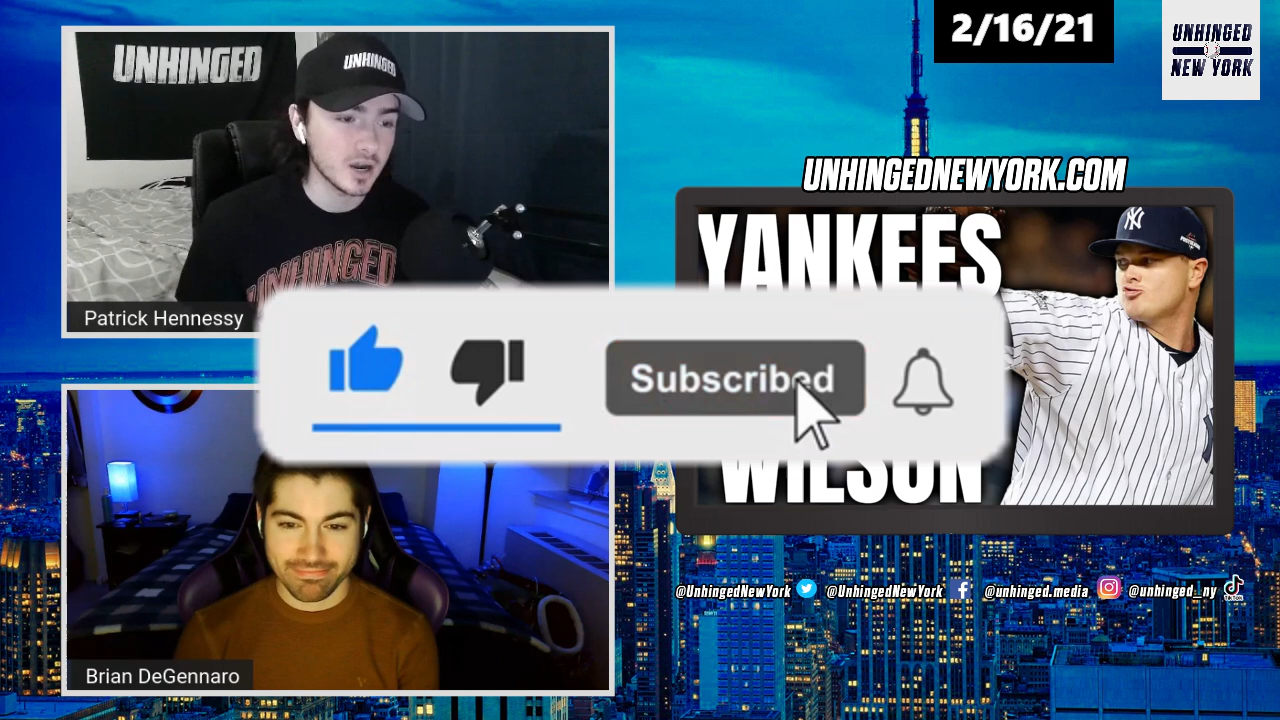 2/16/21
UNHINGED
NEW YORK
UNHINGED
UNHINGED
UNHINGED
Patrick Hennessy
UNHINGEDNEWYORK.COM
YANKEES
NY
Subscribed
WILSON
@UnhingedNewYork @UnhingedNewYork @unhinged.media @unhinged_ny
Brian DeGennaro